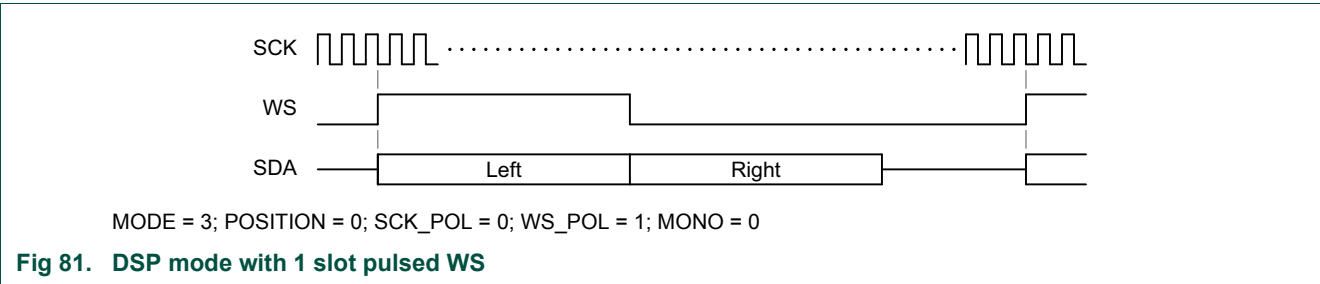 SCK
WS
SDA
Left Right
MODE = 3; POSITION = 0; SCK_POL = 0; WS_POL = 1; MONO = 0
Fig 81. DSP mode with 1 slot pulsed WS